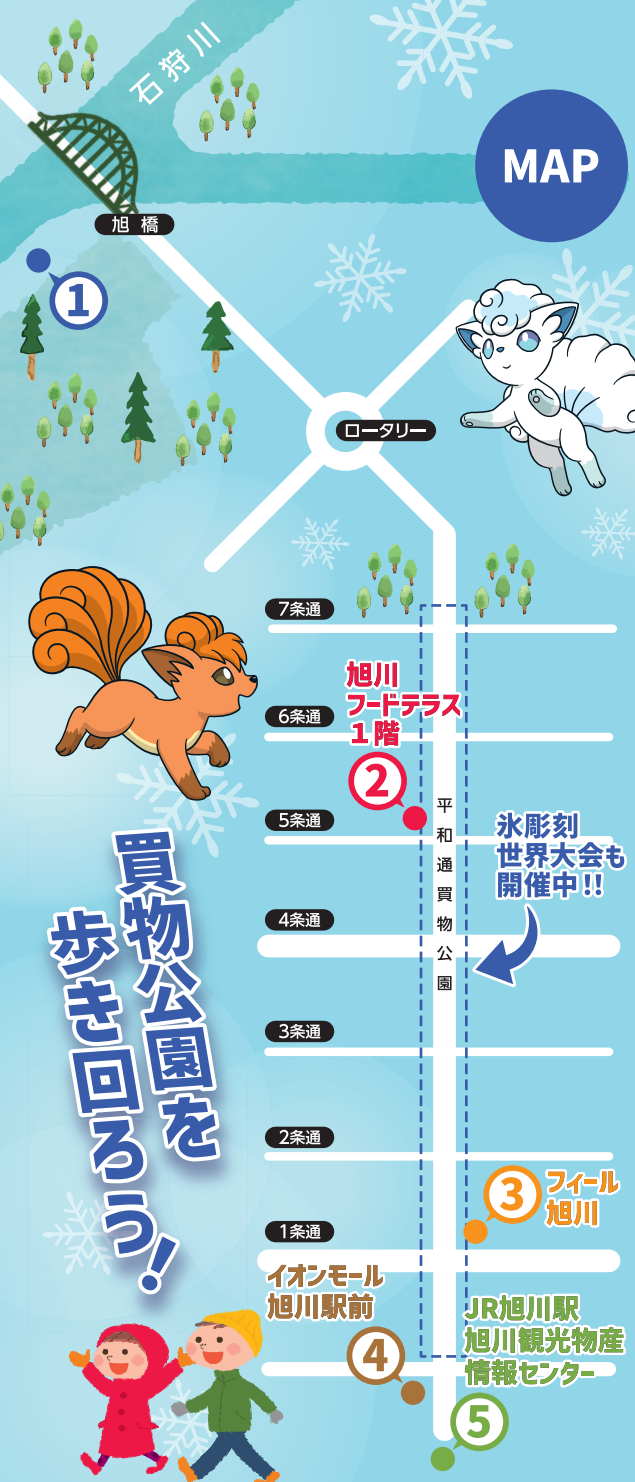 石狩川
MAP
旭橋
1
ロータリー
7条通
旭川
フードテラス
1階
6条通
2
5条通
平和通買物公園
氷彫刻
世界大会も
開催中!!
4条通
買物公園を
歩き回ろう!
3条通
2条通
3
フィール
旭川
1条通
イオンモール
旭川駅前
4
JR旭川駅
旭川観光物産
情報センター
5